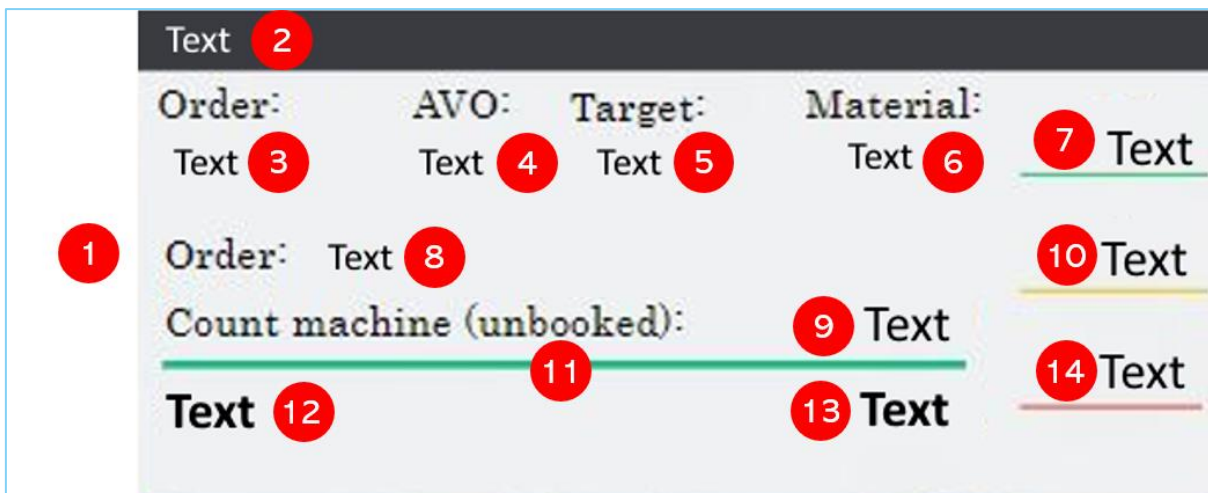 Text 2
Order: AVO: Target: Material:
Text 3 Text 4 Text 5 Text 6 7 Text
1 Order: Text 8 10 Text
Count machine (unbooked): 9 Text
11
14 Text
Text 12 13 Text